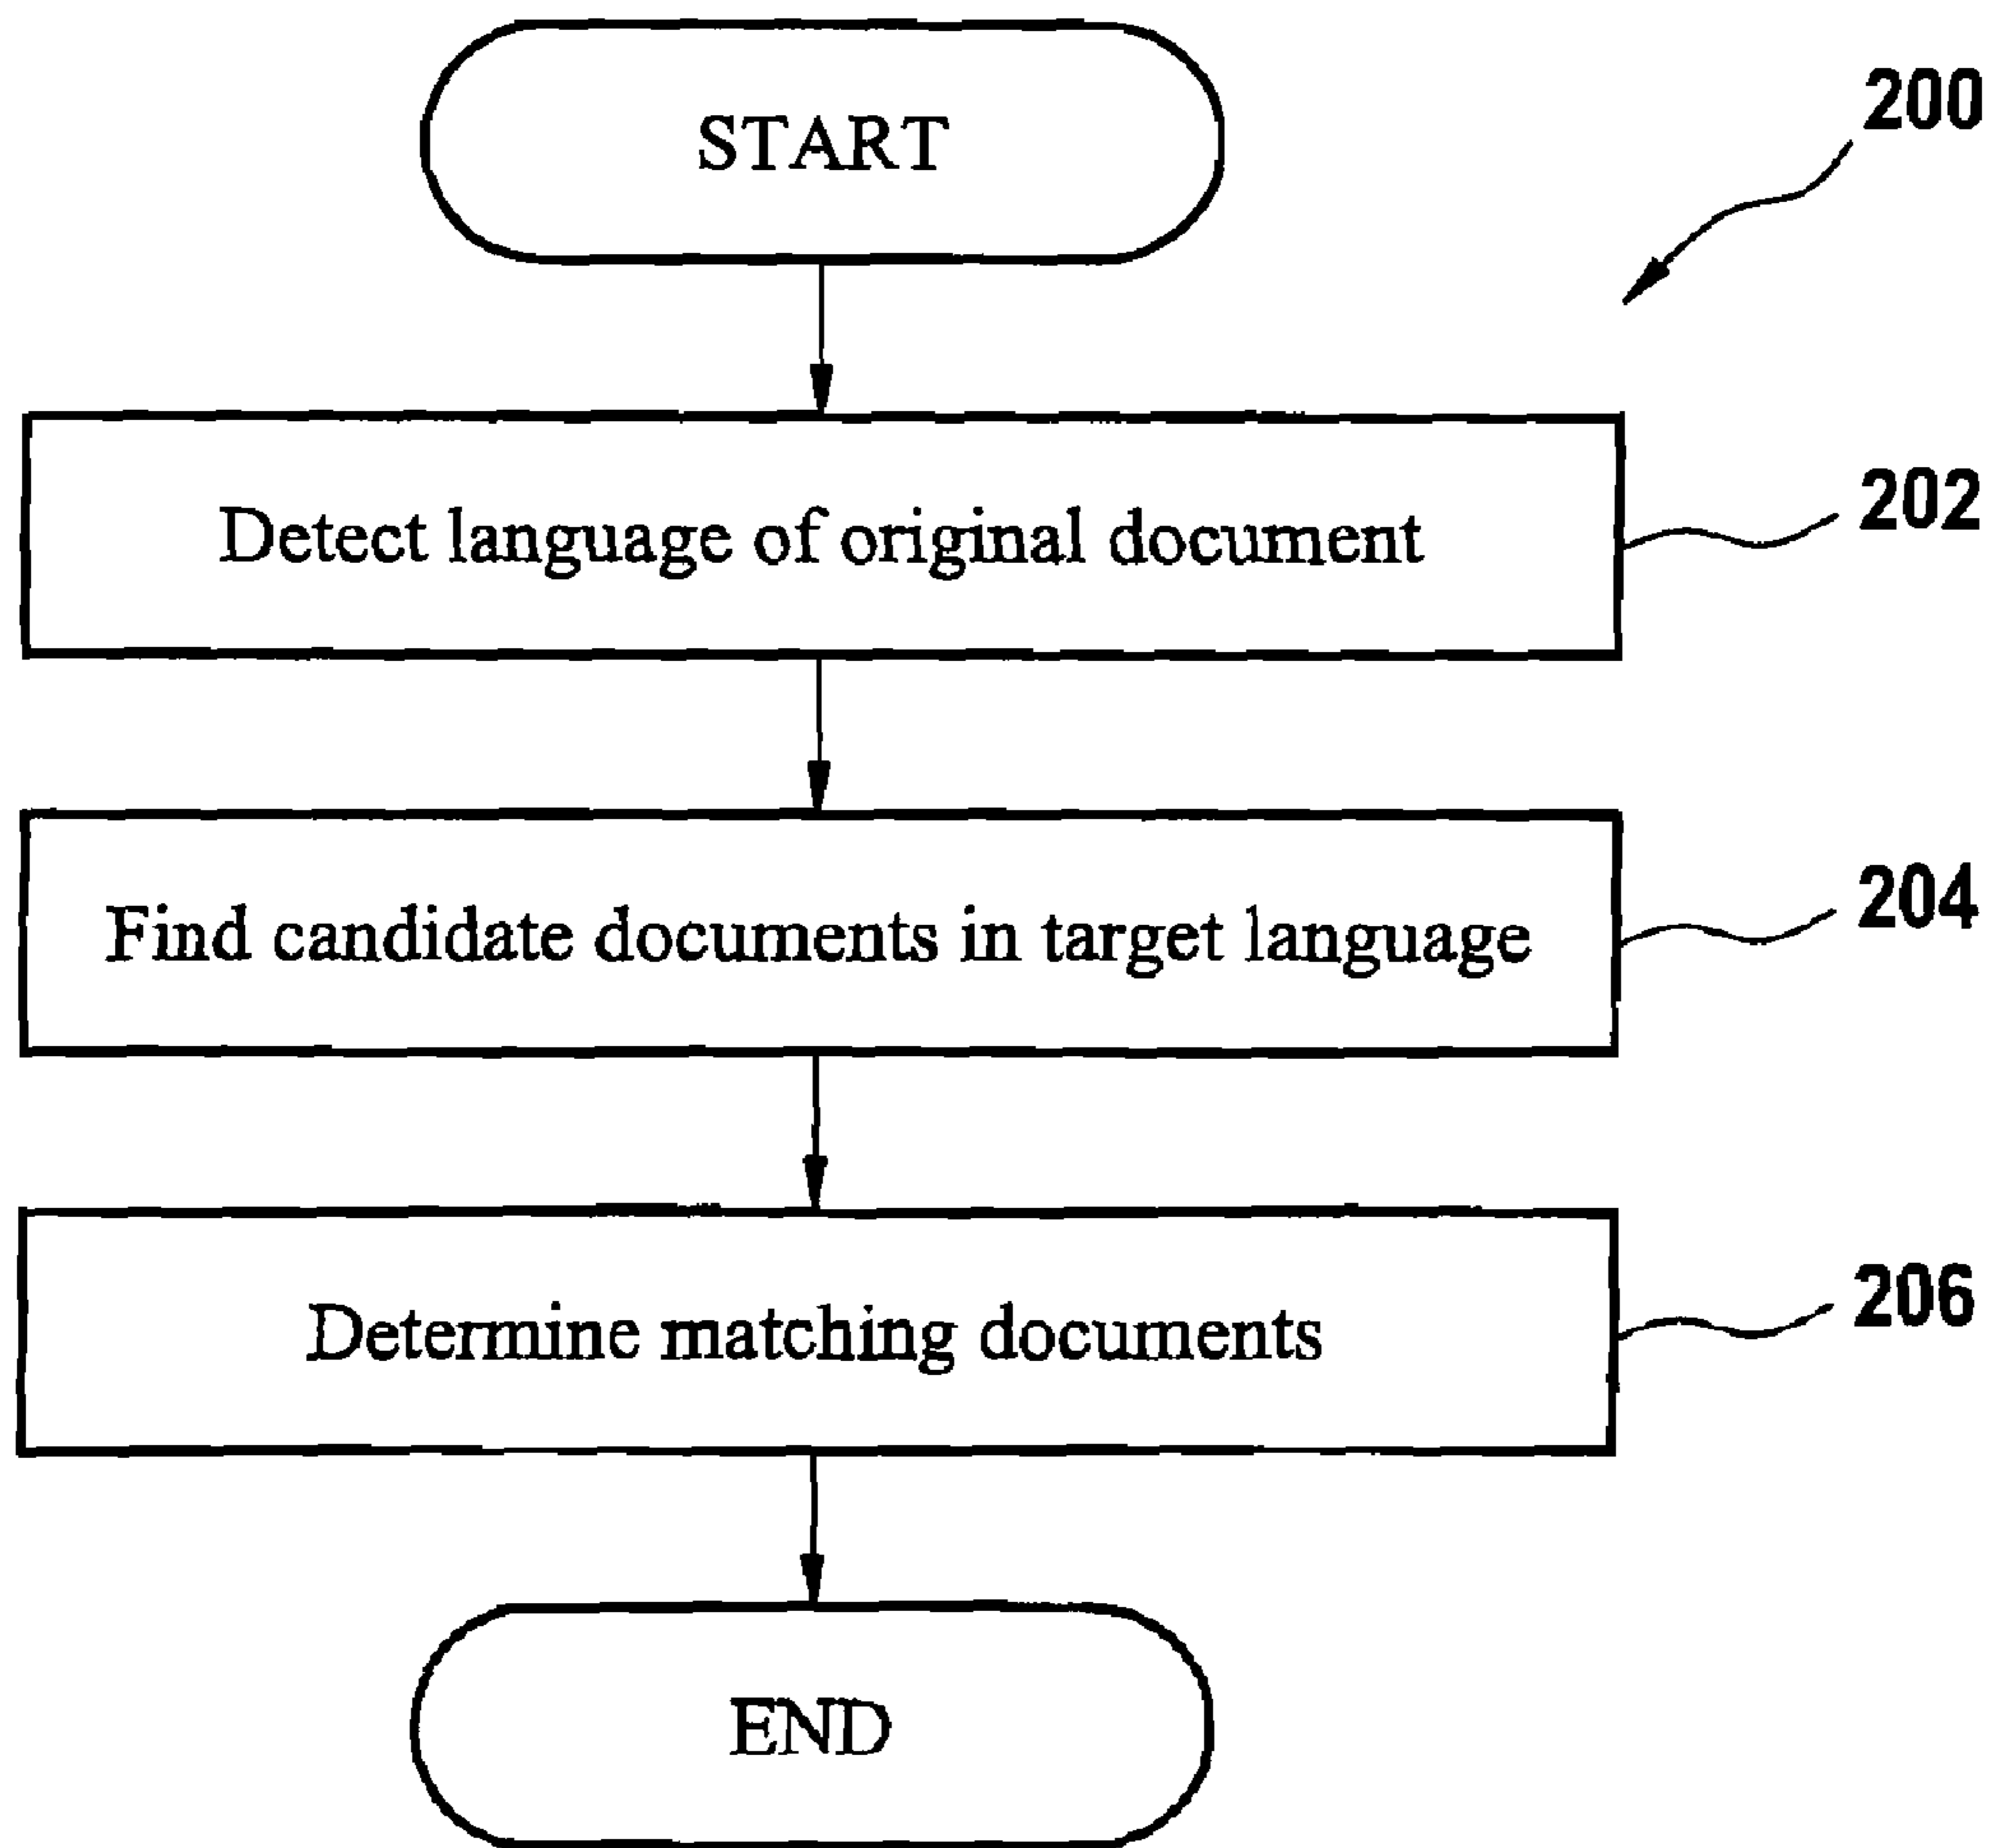 START
200
Detect language of original document
202
Find candidate documents in target language
204
Determine matching documents
206
END